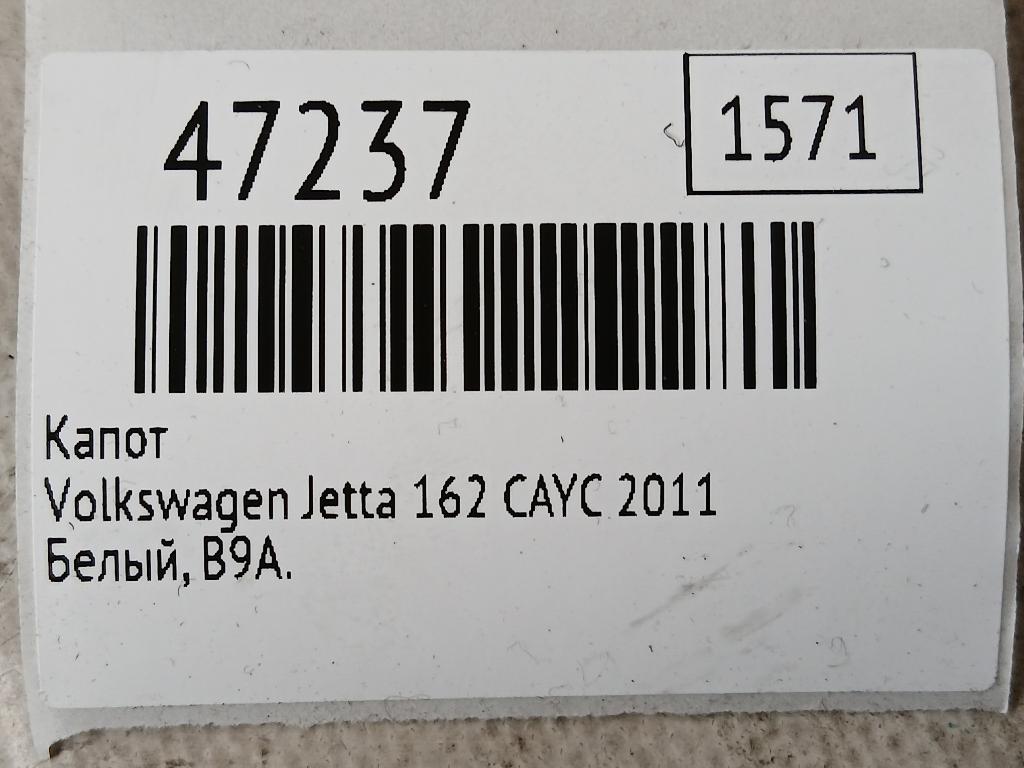 47237
1571
Капот
Volkswagen Jetta 162 CAYC 2011
Белый, B9A.